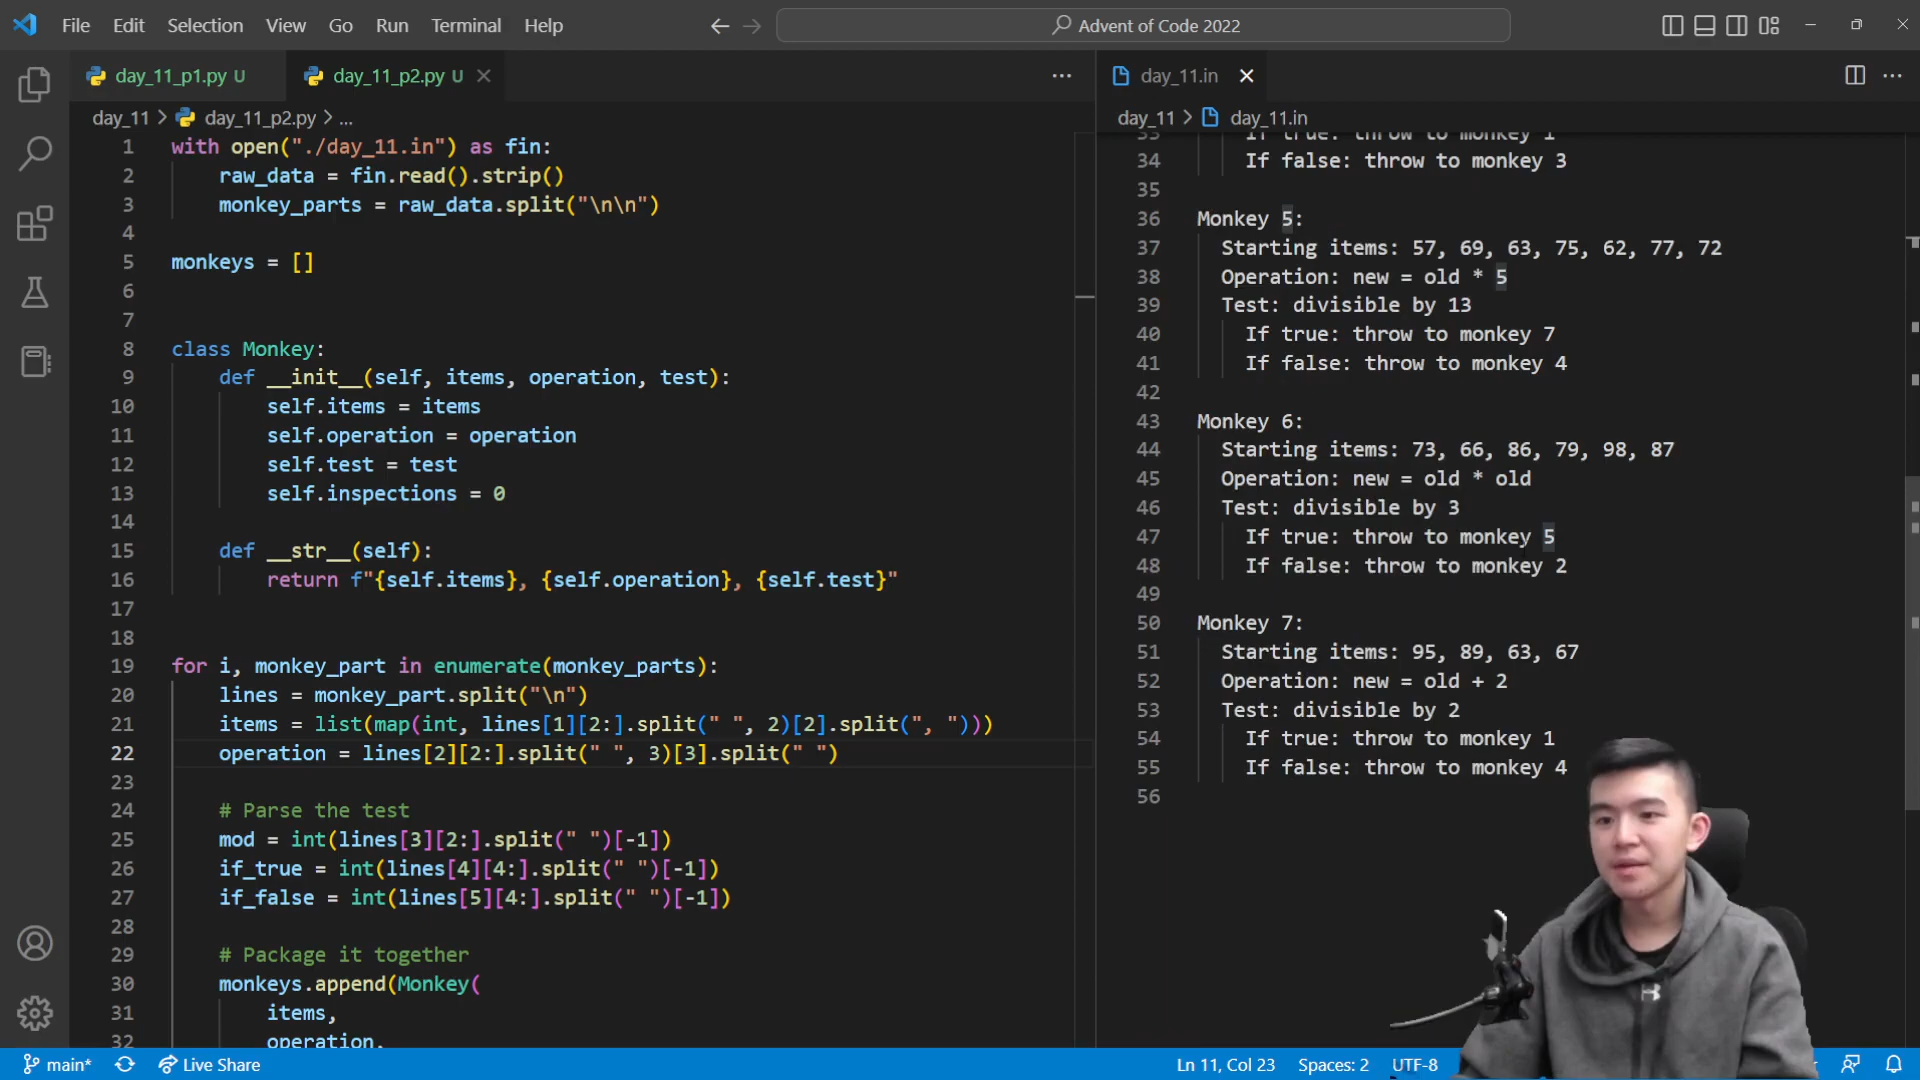 File Edit Selection View Go Run Terminal Help
Advent of Code 2022
day_11_p1.py U
day_11_p2.py U
day_11 > day_11_p2.py > ...
1 with open("./day_11.in") as fin:
2 raw_data = fin.read().strip()
3 monkey_parts = raw_data.split("\n\n")
4
5 monkeys = []
6
7
8 class Monkey:
9 def __init__(self, items, operation, test):
10 self.items = items
11 self.operation = operation
12 self.test = test
13 self.inspections = 0
14
15 def __str__(self):
16 return f"{self.items}, {self.operation}, {self.test}"
17
18
19 for i, monkey_part in enumerate(monkey_parts):
20 lines = monkey_part.split("\n")
21 items = list(map(int, lines[1][2:].split(" ", 2)[2].split(", ")))
22 operation = lines[2][2:].split(" ", 3)[3].split(" ")
23
24 # Parse the test
25 mod = int(lines[3][2:].split(" ")[-1])
26 if_true = int(lines[4][4:].split(" ")[-1])
27 if_false = int(lines[5][4:].split(" ")[-1])
28
29 # Package it together
30 monkeys.append(Monkey(
31 items,
32 operation,
day_11.in
day_11 > day_11.in
33 If true: throw to monkey 1
34 If false: throw to monkey 3
35
36 Monkey 5:
37 Starting items: 57, 69, 63, 75, 62, 77, 72
38 Operation: new = old * 5
39 Test: divisible by 13
40 If true: throw to monkey 7
41 If false: throw to monkey 4
42
43 Monkey 6:
44 Starting items: 73, 66, 86, 79, 98, 87
45 Operation: new = old * old
46 Test: divisible by 3
47 If true: throw to monkey 5
48 If false: throw to monkey 2
49
50 Monkey 7:
51 Starting items: 95, 89, 63, 67
52 Operation: new = old + 2
53 Test: divisible by 2
54 If true: throw to monkey 1
55 If false: throw to monkey 4
56
main* Live Share
Ln 11, Col 23 Spaces: 2 UTF-8